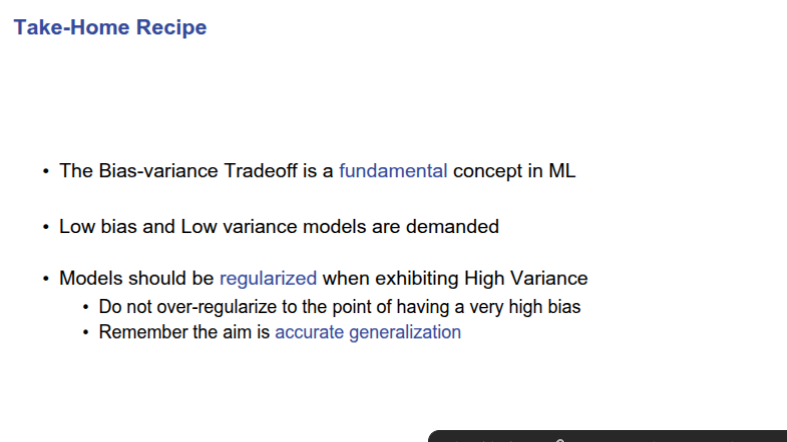 Take-Home Recipe
• The Bias-variance Tradeoff is a fundamental concept in ML
• Low bias and Low variance models are demanded
• Models should be regularized when exhibiting High Variance
• Do not over-regularize to the point of having a very high bias
• Remember the aim is accurate generalization